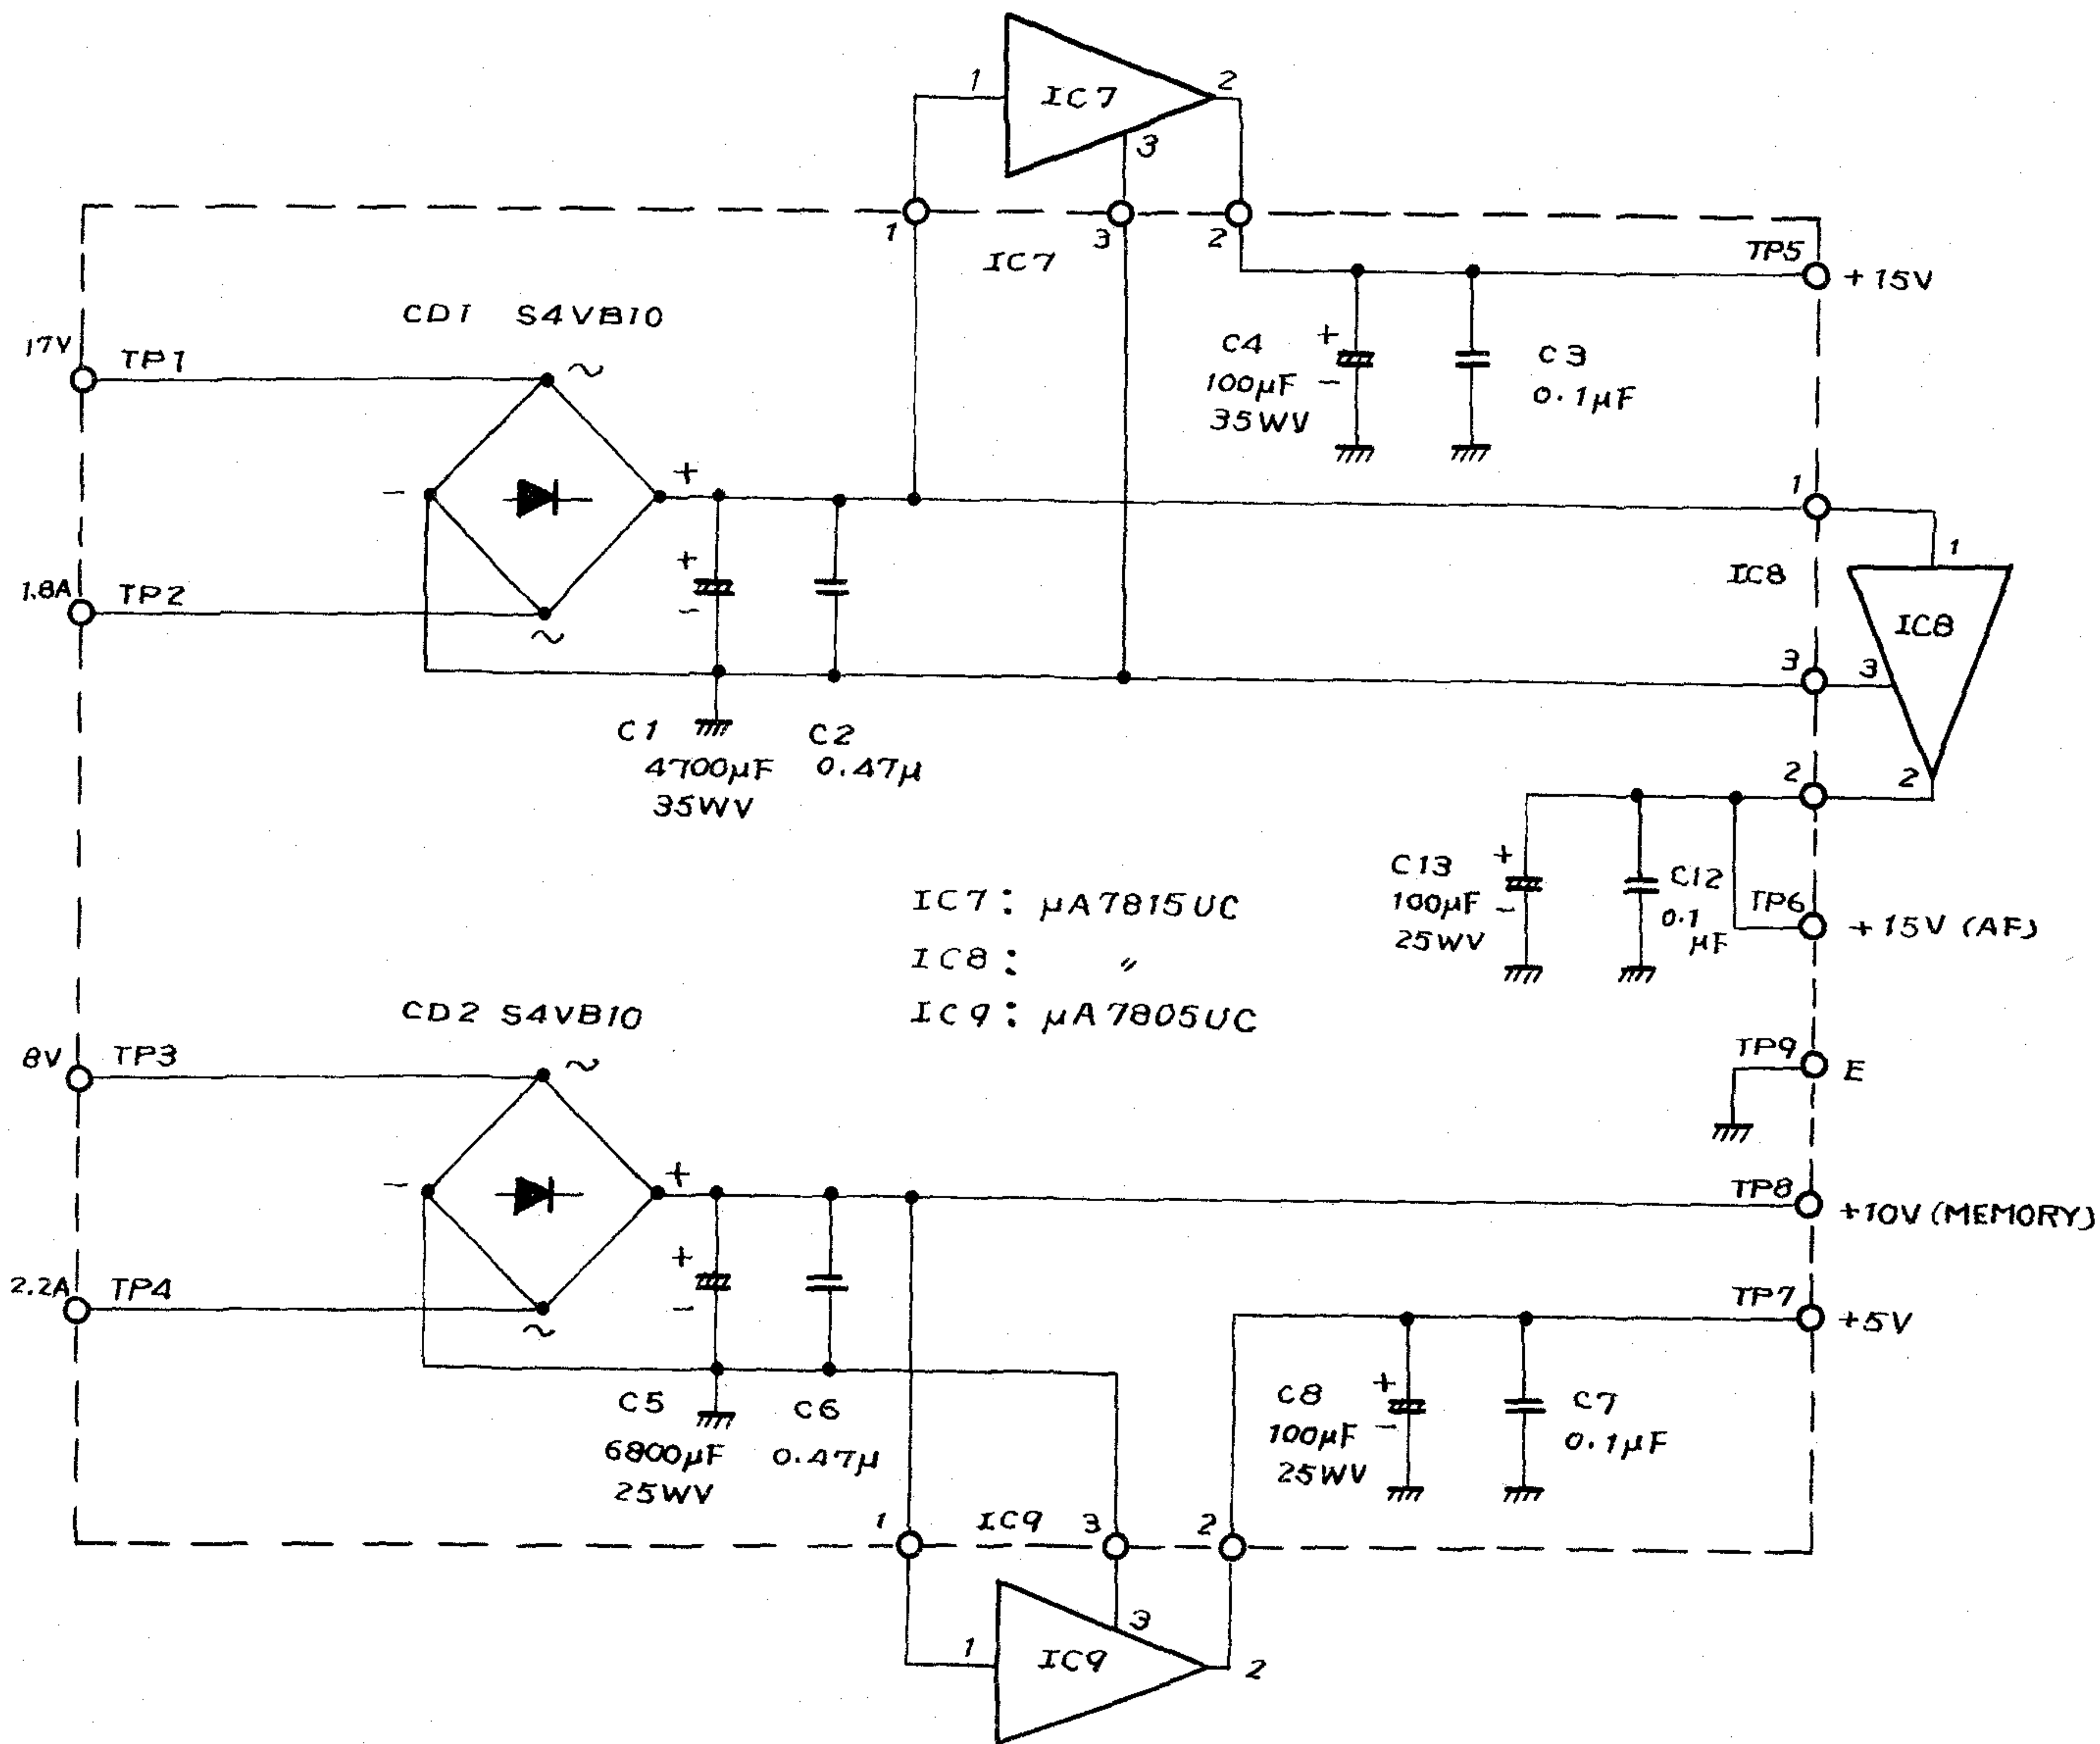 1
IC7
2
3
1
3
2
IC7
TP5
+15V
CD1 S4VB10
17V
TP1
~
C4
100μF
35WV
+
−
C3
0.1μF
−
+
1
+
−
1
IC8
IC8
1.8A
TP2
~
3
3
C1
4700μF
35WV
C2
0.47μ
2
2
C13
100μF
25WV
+
−
C12
0.1
μF
TP6
+15V (AF)
IC7: μA7815UC
IC8: 〃
IC9: μA7805UC
CD2 S4VB10
8V
TP3
~
TP9
E
−
+
TP8
+10V (MEMORY)
+
−
2.2A
TP4
~
TP7
+5V
C5
6800μF
25WV
C6
0.47μ
C8
100μF
25WV
+
−
C7
0.1μF
1
IC9
3
2
3
1
IC9
2